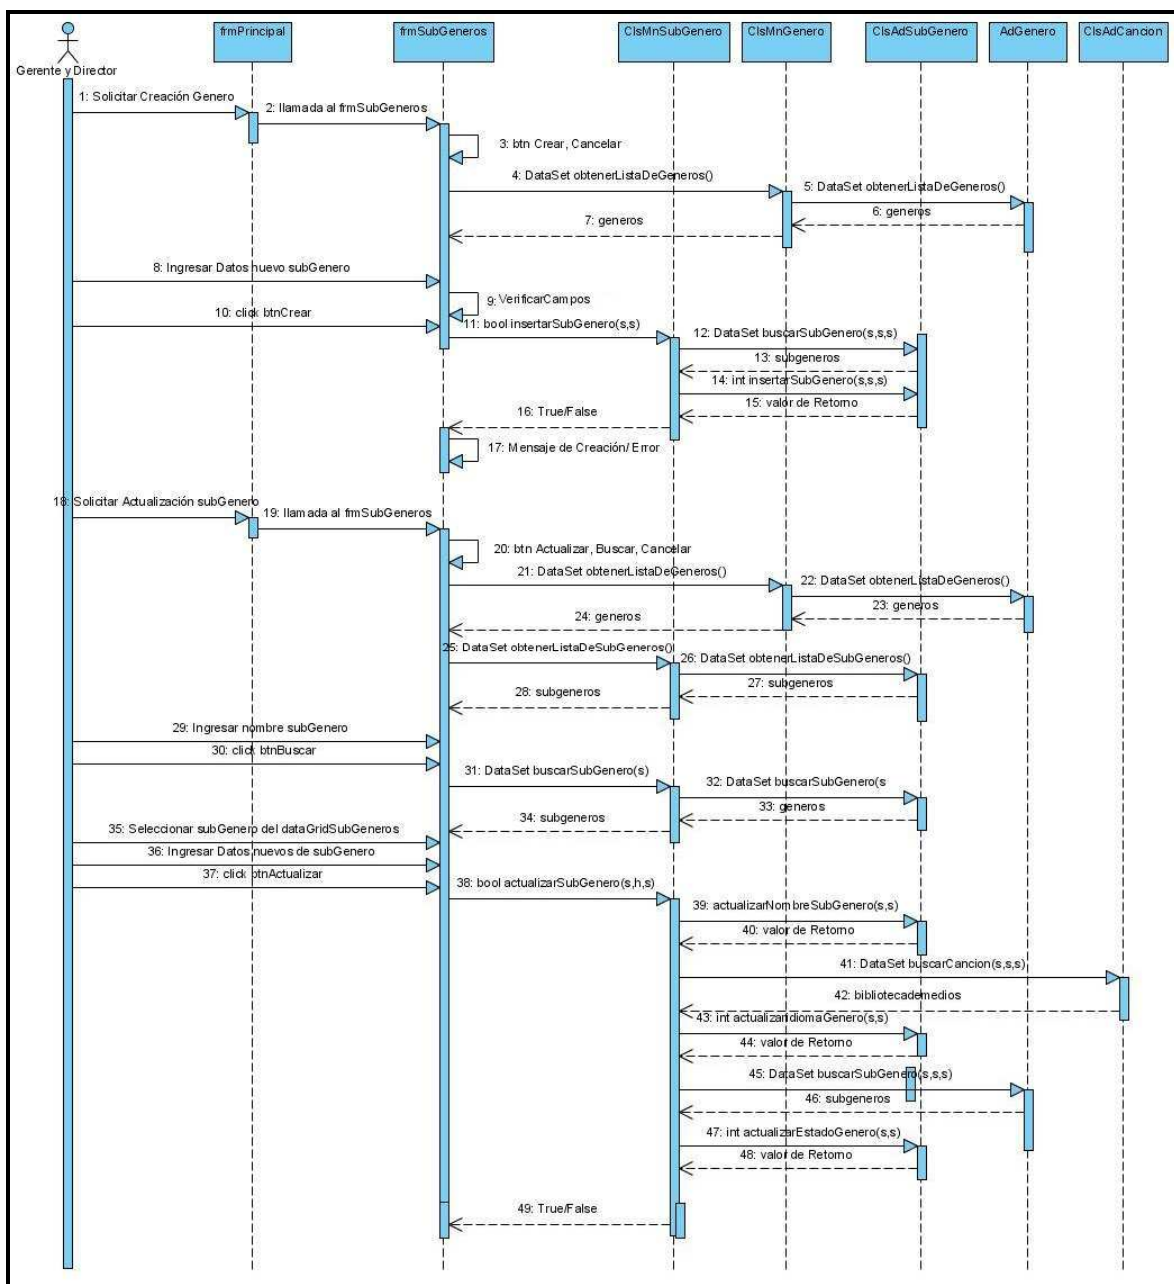 frmPrincipal
frmSubGeneros
ClsMnSubGenero
ClsMnGenero
ClsAdSubGenero
AdGenero
ClsAdCancion
Gerente y Director
1: Solicitar Creación Genero
2: llamada al frmSubGeneros
3: btn Crear, Cancelar
4: DataSet obtenerListaDeGeneros()
5: DataSet obtenerListaDeGeneros()
6: generos
7: generos
8: Ingresar Datos nuevo subGenero
9: VerificarCampos
10: click btnCrear
11: bool insertarSubGenero(s,s)
12: DataSet buscarSubGenero(s,s,s)
13: subgeneros
14: int insertarSubGenero(s,s,s)
15: valor de Retorno
16: True/False
17: Mensaje de Creación/ Error
18: Solicitar Actualización subGenero
19: llamada al frmSubGeneros
20: btn Actualizar, Buscar, Cancelar
21: DataSet obtenerListaDeGeneros()
22: DataSet obtenerListaDeGeneros()
23: generos
24: generos
25: DataSet obtenerListaDeSubGeneros()
26: DataSet obtenerListaDeSubGeneros()
27: subgeneros
28: subgeneros
29: Ingresar nombre subGenero
30: click btnBuscar
31: DataSet buscarSubGenero(s)
32: DataSet buscarSubGenero(s
33: generos
34: subgeneros
35: Seleccionar subGenero del dataGridSubGeneros
36: Ingresar Datos nuevos de subGenero
37: click btnActualizar
38: bool actualizarSubGenero(s,h,s)
39: actualizarNombreSubGenero(s,s)
40: valor de Retorno
41: DataSet buscarCancion(s,s,s)
42: bibliotecademedios
43: int actualizarIdiomaGenero(s,s)
44: valor de Retorno
45: DataSet buscarSubGenero(s,s,s)
46: subgeneros
47: int actualizarEstadoGenero(s,s)
48: valor de Retorno
49: True/False